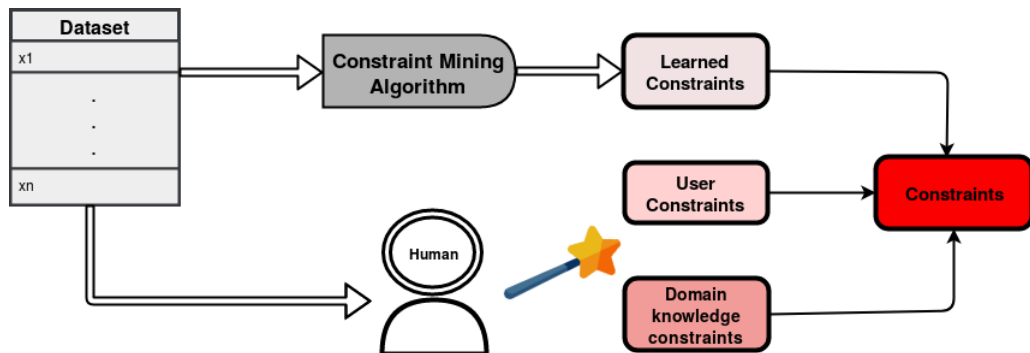 Dataset
x1
.
.
.
xn
Constraint Mining
Algorithm
Learned
Constraints
User
Constraints
Constraints
Human
Domain
knowledge
constraints